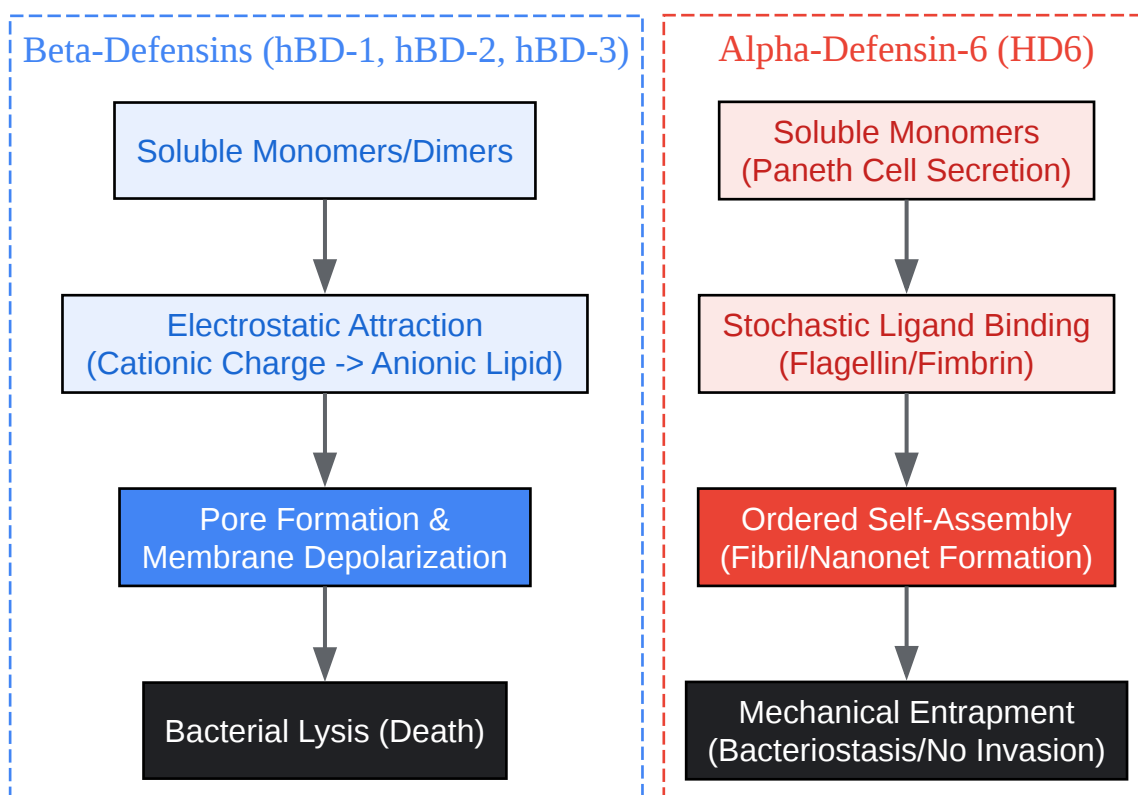 Beta-Defensins (hBD-1, hBD-2, hBD-3)
Soluble Monomers/Dimers
Electrostatic Attraction
(Cationic Charge -> Anionic Lipid)
Pore Formation &
Membrane Depolarization
Bacterial Lysis (Death)
Alpha-Defensin-6 (HD6)
Soluble Monomers
(Paneth Cell Secretion)
Stochastic Ligand Binding
(Flagellin/Fimbrin)
Ordered Self-Assembly
(Fibril/Nanonet Formation)
Mechanical Entrapment
(Bacteriostasis/No Invasion)